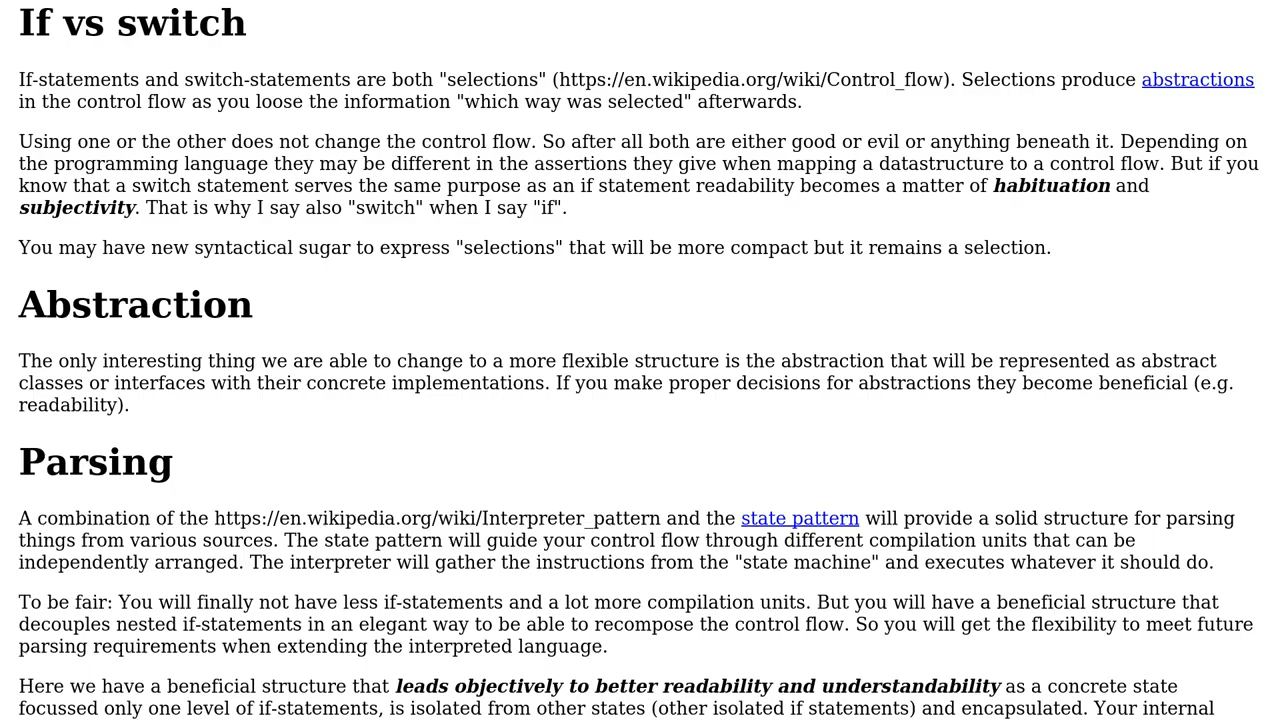 If vs switch
If-statements and switch-statements are both "selections" (https://en.wikipedia.org/wiki/Control_flow). Selections produce abstractions
in the control flow as you loose the information "which way was selected" afterwards.
Using one or the other does not change the control flow. So after all both are either good or evil or anything beneath it. Depending on
the programming language they may be different in the assertions they give when mapping a datastructure to a control flow. But if you
know that a switch statement serves the same purpose as an if statement readability becomes a matter of habituation and
subjectivity. That is why I say also "switch" when I say "if".
You may have new syntactical sugar to express "selections" that will be more compact but it remains a selection.
Abstraction
The only interesting thing we are able to change to a more flexible structure is the abstraction that will be represented as abstract
classes or interfaces with their concrete implementations. If you make proper decisions for abstractions they become beneficial (e.g.
readability).
Parsing
A combination of the https://en.wikipedia.org/wiki/Interpreter_pattern and the state pattern will provide a solid structure for parsing
things from various sources. The state pattern will guide your control flow through different compilation units that can be
independently arranged. The interpreter will gather the instructions from the "state machine" and executes whatever it should do.
To be fair: You will finally not have less if-statements and a lot more compilation units. But you will have a beneficial structure that
decouples nested if-statements in an elegant way to be able to recompose the control flow. So you will get the flexibility to meet future
parsing requirements when extending the interpreted language.
Here we have a beneficial structure that leads objectively to better readability and understandability as a concrete state
focussed only one level of if-statements, is isolated from other states (other isolated if statements) and encapsulated. Your internal